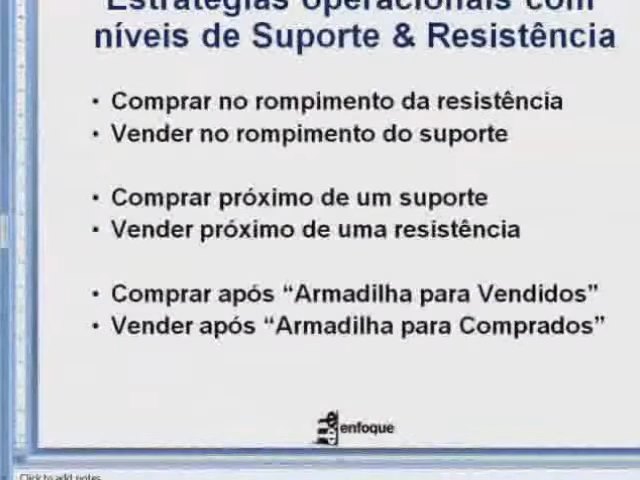 Estratégias operacionais com
níveis de Suporte & Resistência
• Comprar no rompimento da resistência
• Vender no rompimento do suporte
• Comprar próximo de um suporte
• Vender próximo de uma resistência
• Comprar após “Armadilha para Vendidos”
• Vender após “Armadilha para Comprados”
enfoque
Click to add notes